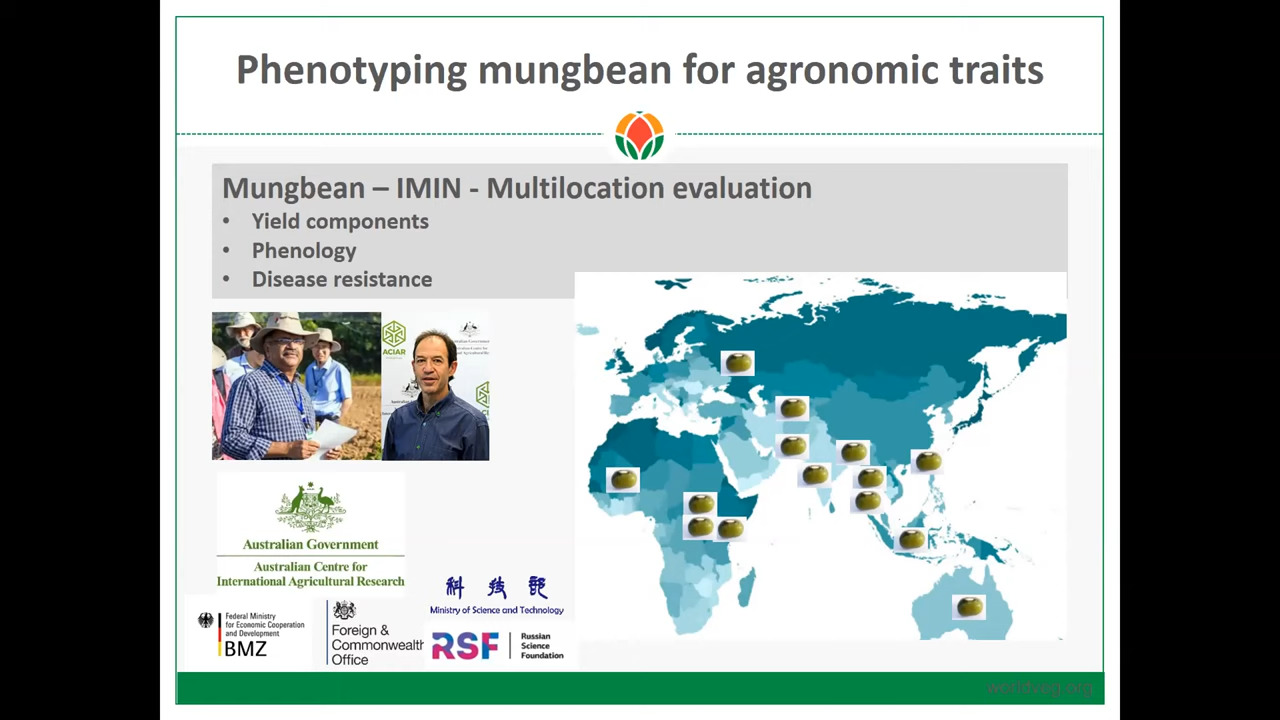 Phenotyping mungbean for agronomic traits
Mungbean – IMIN - Multilocation evaluation
• Yield components
• Phenology
• Disease resistance
ACIAR
Australian Government
Australian Government
Australian Centre for
International Agricultural Research
Federal Ministry
for Economic Cooperation
and Development
BMZ
Foreign &
Commonwealth
Office
科技部
Ministry of Science and Technology
RSF
Russian
Science
Foundation
worldveg.org